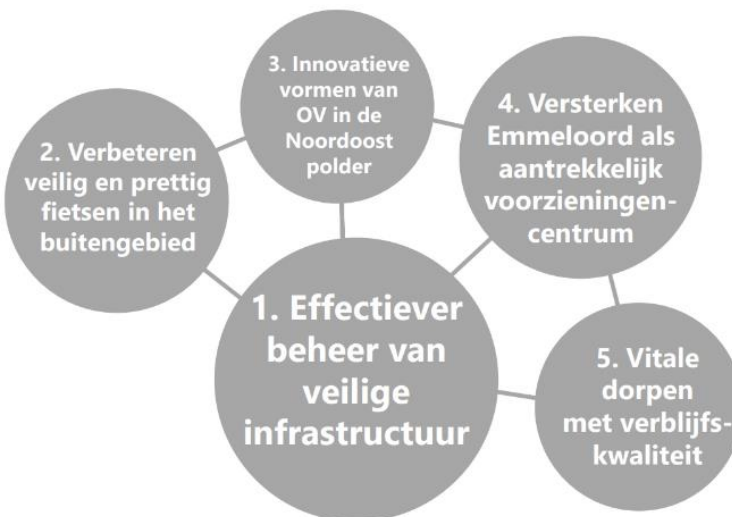 1. Effectiever
beheer van
veilige
infrastructuur
2. Verbeteren
veilig en prettig
fietsen in het
buitengebied
3. Innovatieve
vormen van
OV in de
Noordoost
polder
4. Versterken
Emmeloord als
aantrekkelijk
voorzieningen-
centrum
5. Vitale
dorpen
met verblijfs-
kwaliteit